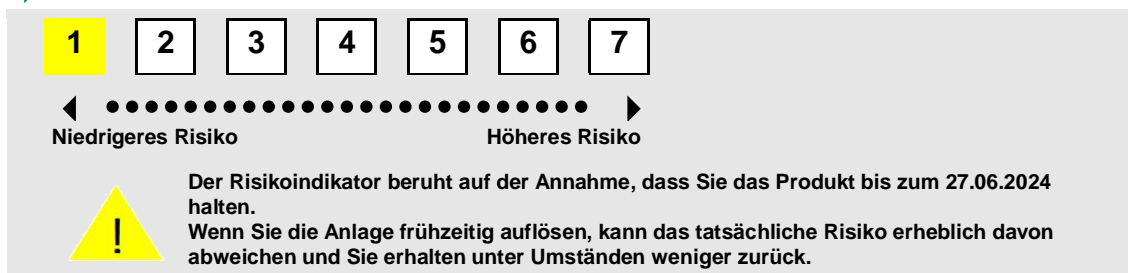 1 2 3 4 5 6 7
Niedrigeres Risiko Höheres Risiko
Der Risikoindikator beruht auf der Annahme, dass Sie das Produkt bis zum 27.06.2024
halten.
Wenn Sie die Anlage frühzeitig auflösen, kann das tatsächliche Risiko erheblich davon
abweichen und Sie erhalten unter Umständen weniger zurück.
!